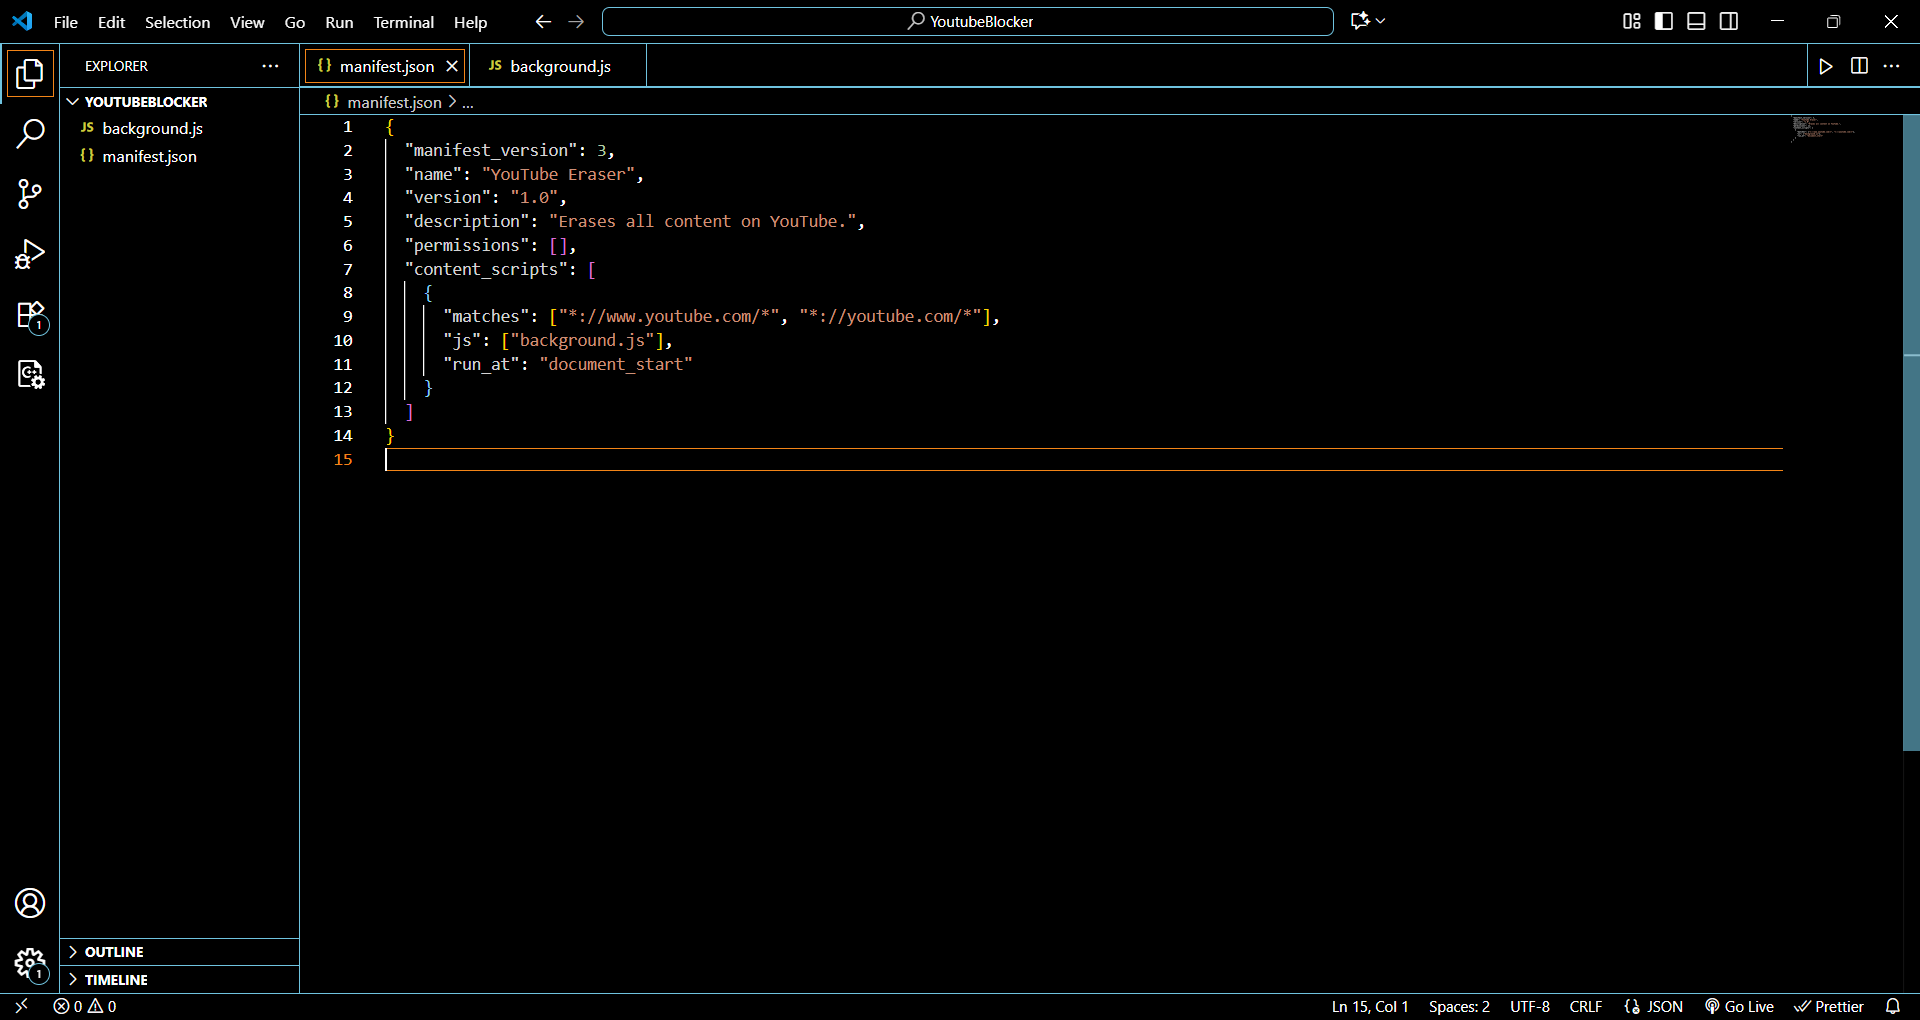 File Edit Selection View Go Run Terminal Help YoutubeBlocker
EXPLORER
YOUTUBEBLOCKER
JS background.js
{} manifest.json
{} manifest.json JS background.js
{} manifest.json > ...
1 {
2 "manifest_version": 3,
3 "name": "YouTube Eraser",
4 "version": "1.0",
5 "description": "Erases all content on YouTube.",
6 "permissions": [],
7 "content_scripts": [
8 {
9 "matches": ["*://www.youtube.com/*", "*://youtube.com/*"],
10 "js": ["background.js"],
11 "run_at": "document_start"
12 }
13 ]
14 }
15
1
1
OUTLINE
TIMELINE
0 0 Ln 15, Col 1 Spaces: 2 UTF-8 CRLF {} JSON Go Live Prettier